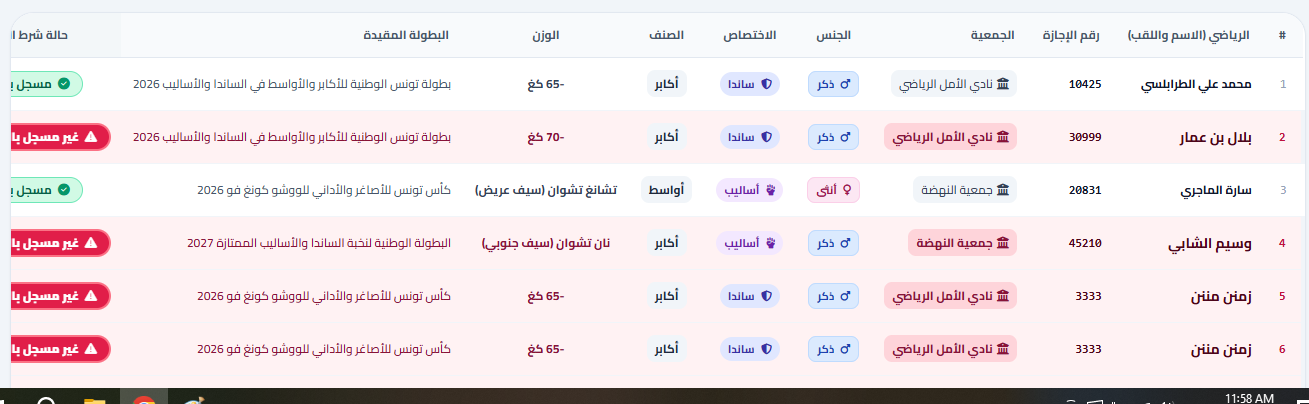 # الرياضي (الاسم واللقب) رقم الإجازة الجمعية الجنس الاختصاص الصنف الوزن البطولة المقيدة حالة شرط
1 محمد علي الطرابلسي 10425 نادي الأمل الرياضي ذكر ساندا أكابر -65 كغ بطولة تونس الوطنية للأكابر والأواسط في الساندا والأساليب 2026 مسجل
2 بلال بن عمار 30999 نادي الأمل الرياضي ذكر ساندا أكابر -70 كغ بطولة تونس الوطنية للأكابر والأواسط في الساندا والأساليب 2026 غير مسجل
3 سارة الماجري 20831 جمعية النهضة أنثى أساليب أواسط تشانغ تشوان (سيف عريض) كأس تونس للأصاغر والأداني للووشو كونغ فو 2026 مسجل
4 وسيم الشابي 45210 جمعية النهضة ذكر أساليب أكابر نان تشوان (سيف جنوبي) البطولة الوطنية لنخبة الساندا والأساليب الممتازة 2027 غير مسجل
5 زمنن مننن 3333 نادي الأمل الرياضي ذكر ساندا أكابر -65 كغ كأس تونس للأصاغر والأداني للووشو كونغ فو 2026 غير مسجل
6 زمنن مننن 3333 نادي الأمل الرياضي ذكر ساندا أكابر -65 كغ كأس تونس للأصاغر والأداني للووشو كونغ فو 2026 غير مسجل
11:58 AM